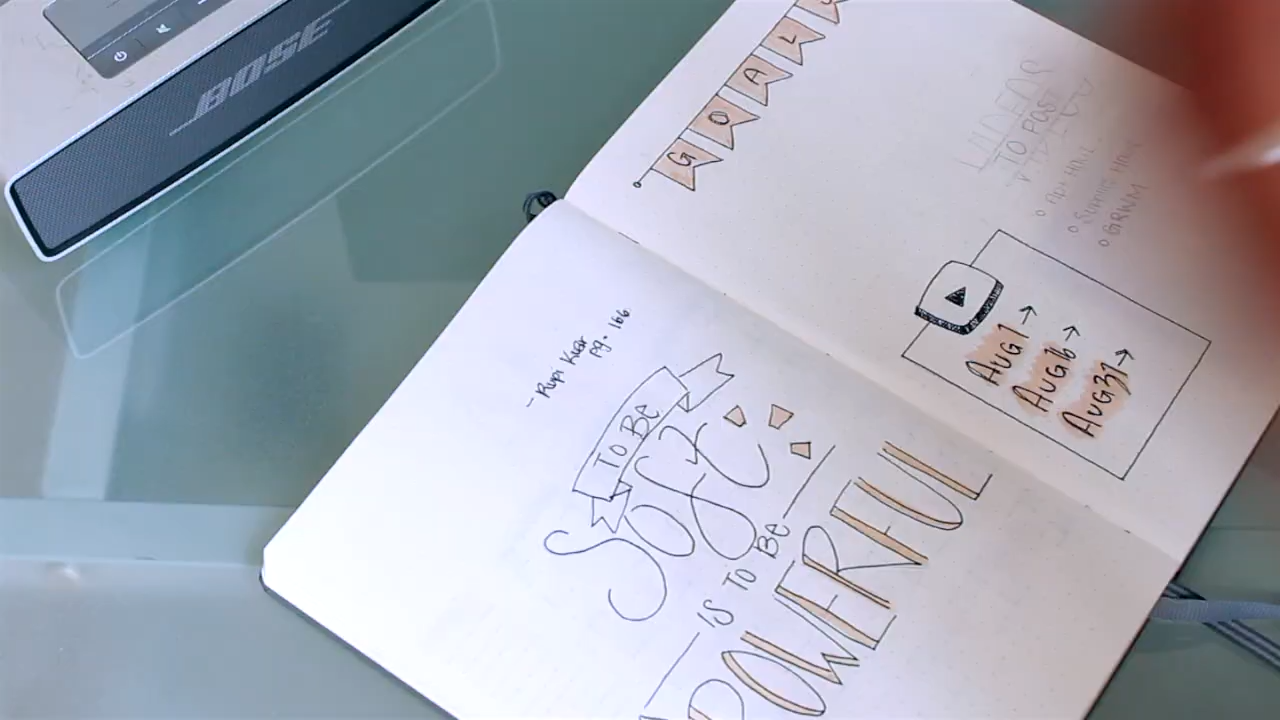 BOSE
GOALS
VIDEOS
TO POST
GRWM
AUG 1 →
AUG 16 →
AUG 31 →
- Rupi Kaur
pg. 166
TO BE
Soft
IS TO BE
POWERFUL